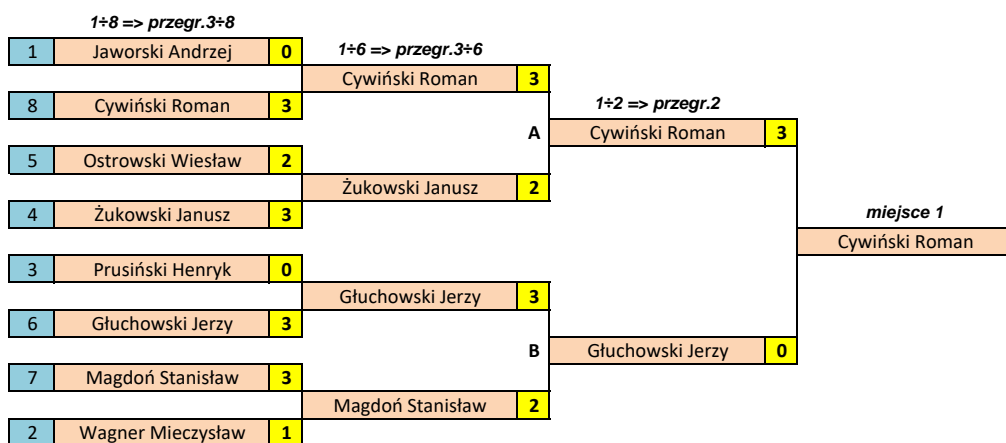 1÷8 => przegr.3÷8
1 Jaworski Andrzej 0
1÷6 => przegr.3÷6
Cywiński Roman 3
8 Cywiński Roman 3
1÷2 => przegr.2
A Cywiński Roman 3
5 Ostrowski Wiesław 2
Żukowski Janusz 2
4 Żukowski Janusz 3
miejsce 1
Cywiński Roman
3 Prusiński Henryk 0
Głuchowski Jerzy 3
6 Głuchowski Jerzy 3
B Głuchowski Jerzy 0
7 Magdoń Stanisław 3
Magdoń Stanisław 2
2 Wagner Mieczysław 1